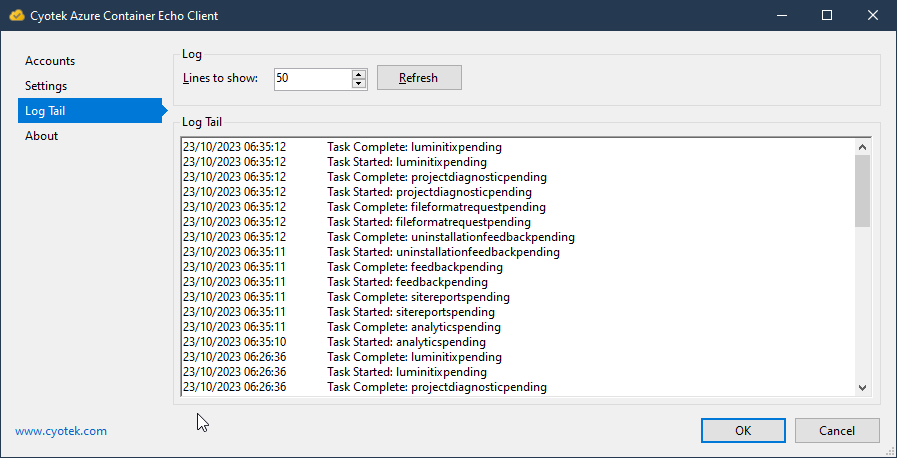 Cyotek Azure Container Echo Client
Accounts
Settings
Log Tail
About
Log
Lines to show: 50 Refresh
Log Tail
23/10/2023 06:35:12 Task Complete: luminitixpending
23/10/2023 06:35:12 Task Started: luminitixpending
23/10/2023 06:35:12 Task Complete: projectdiagnosticpending
23/10/2023 06:35:12 Task Started: projectdiagnosticpending
23/10/2023 06:35:12 Task Complete: fileformatrequestpending
23/10/2023 06:35:12 Task Started: fileformatrequestpending
23/10/2023 06:35:12 Task Complete: uninstallationfeedbackpending
23/10/2023 06:35:11 Task Started: uninstallationfeedbackpending
23/10/2023 06:35:11 Task Complete: feedbackpending
23/10/2023 06:35:11 Task Started: feedbackpending
23/10/2023 06:35:11 Task Complete: sitereportspending
23/10/2023 06:35:11 Task Started: sitereportspending
23/10/2023 06:35:11 Task Complete: analyticspending
23/10/2023 06:35:10 Task Started: analyticspending
23/10/2023 06:26:36 Task Complete: luminitixpending
23/10/2023 06:26:36 Task Started: luminitixpending
23/10/2023 06:26:36 Task Complete: projectdiagnosticpending
www.cyotek.com
OK
Cancel